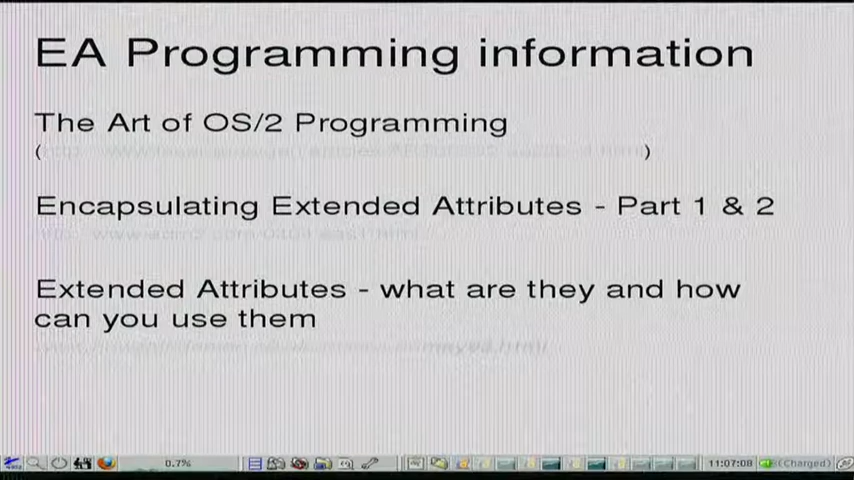 EA Programming information
The Art of OS/2 Programming
( )
Encapsulating Extended Attributes - Part 1 & 2
Extended Attributes - what are they and how
can you use them
0.7%
11:07:08
(Charged)